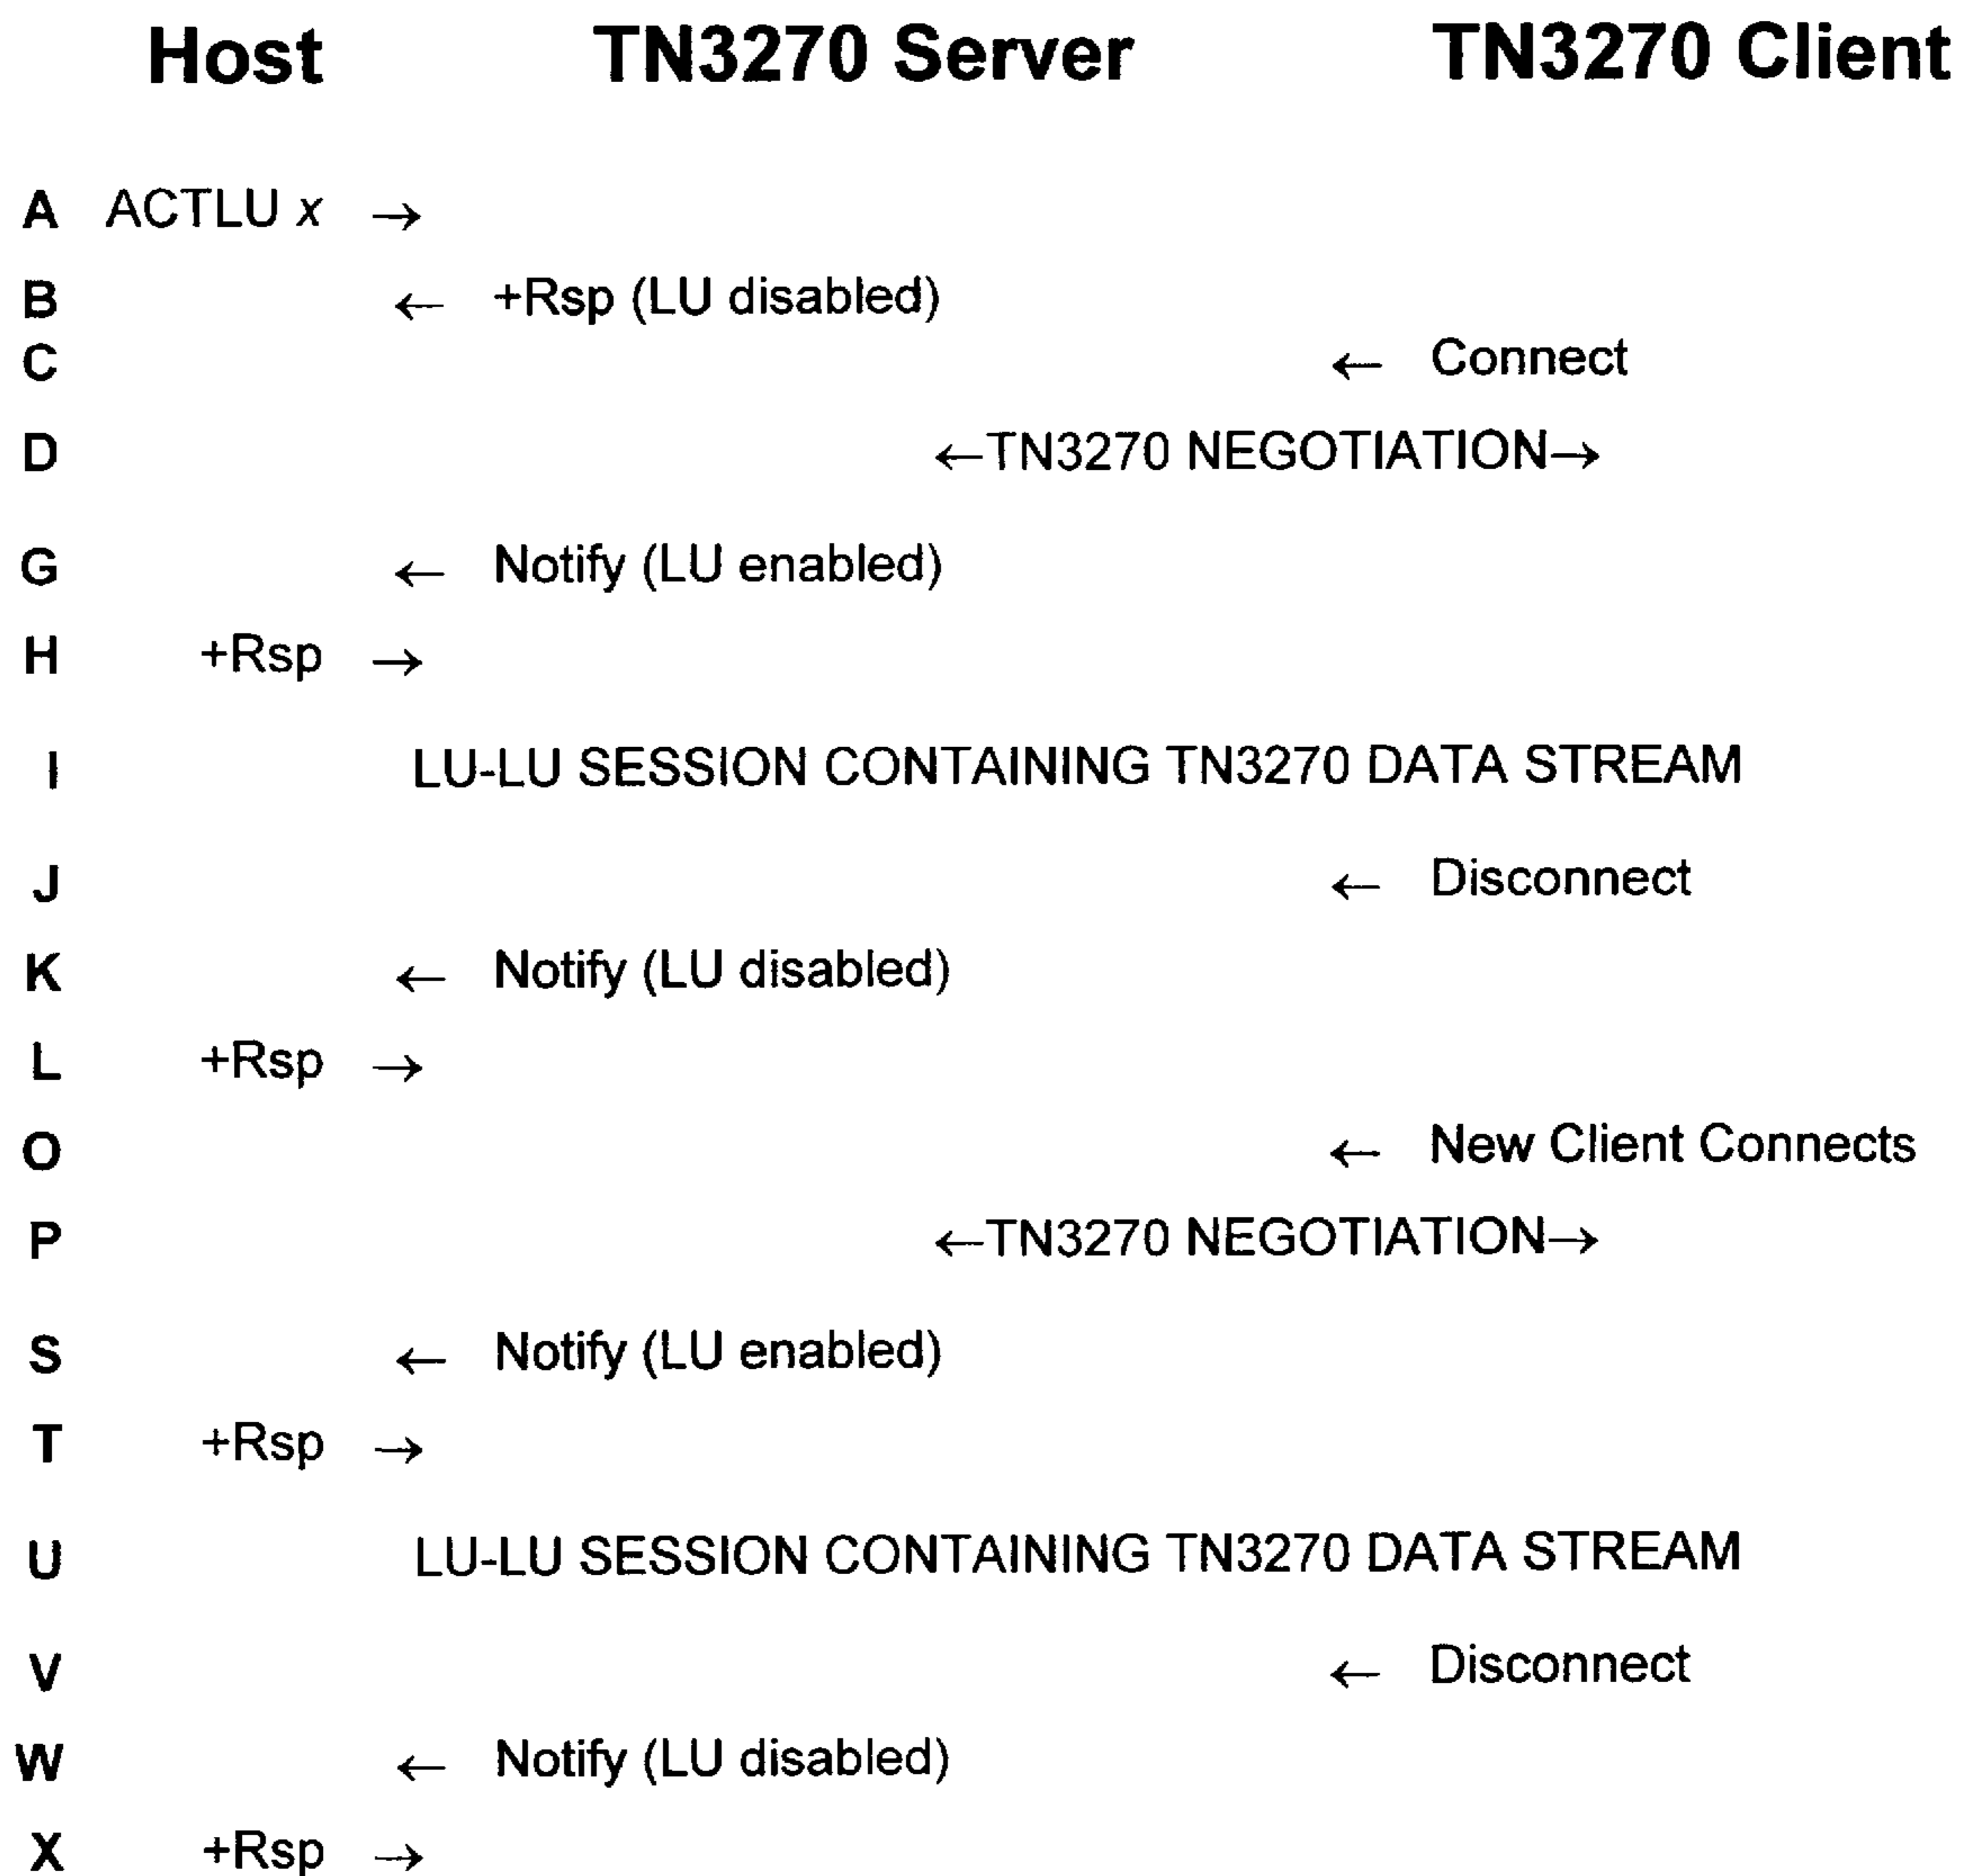 Host TN3270 Server TN3270 Client
A ACTLU x →
B ← +Rsp (LU disabled)
C ← Connect
D ←TN3270 NEGOTIATION→
G ← Notify (LU enabled)
H +Rsp →
I LU-LU SESSION CONTAINING TN3270 DATA STREAM
J ← Disconnect
K ← Notify (LU disabled)
L +Rsp →
O ← New Client Connects
P ←TN3270 NEGOTIATION→
S ← Notify (LU enabled)
T +Rsp →
U LU-LU SESSION CONTAINING TN3270 DATA STREAM
V ← Disconnect
W ← Notify (LU disabled)
X +Rsp →